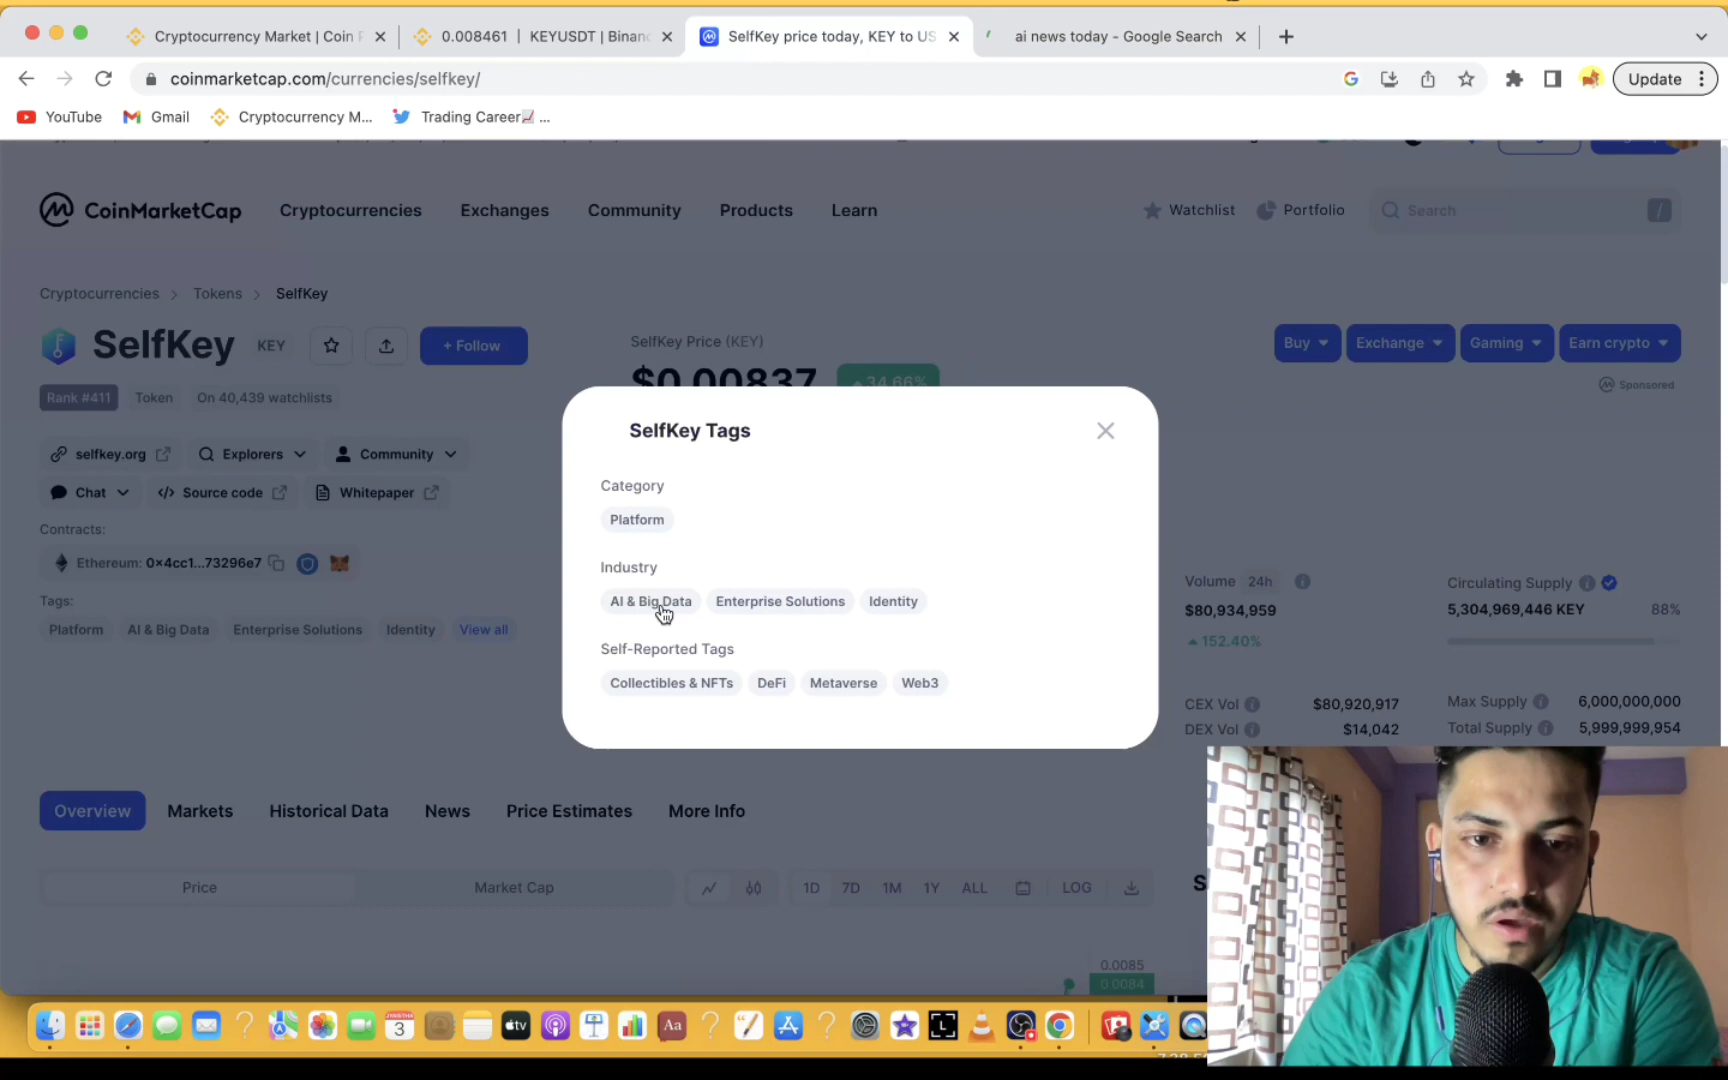 Cryptocurrency Market | Coin P
0.008461 | KEYUSDT | Binanc
SelfKey price today, KEY to US
ai news today - Google Search
coinmarketcap.com/currencies/selfkey/
Update
YouTube
Gmail
Cryptocurrency M...
Trading Career📈 ...
CoinMarketCap
Cryptocurrencies
Exchanges
Community
Products
Learn
Watchlist
Portfolio
Search
/
Cryptocurrencies > Tokens > SelfKey
SelfKey KEY
+ Follow
SelfKey Price (KEY)
$0.00837
34.66%
Buy
Exchange
Gaming
Earn crypto
Sponsored
Rank #411
Token
On 40,439 watchlists
selfkey.org
Explorers
Community
Chat
Source code
Whitepaper
Contracts:
Ethereum: 0x4cc1...73296e7
Tags:
Platform
AI & Big Data
Enterprise Solutions
Identity
View all
SelfKey Tags
Category
Platform
Industry
AI & Big Data
Enterprise Solutions
Identity
Self-Reported Tags
Collectibles & NFTs
DeFi
Metaverse
Web3
Volume 24h
$80,934,959
152.40%
CEX Vol $80,920,917
DEX Vol $14,042
Circulating Supply
5,304,969,446 KEY 88%
Max Supply 6,000,000,000
Total Supply 5,999,999,954
Overview
Markets
Historical Data
News
Price Estimates
More Info
Price
Market Cap
1D
7D
1M
1Y
ALL
LOG
0.0085
0.0084
3
tv
Aa